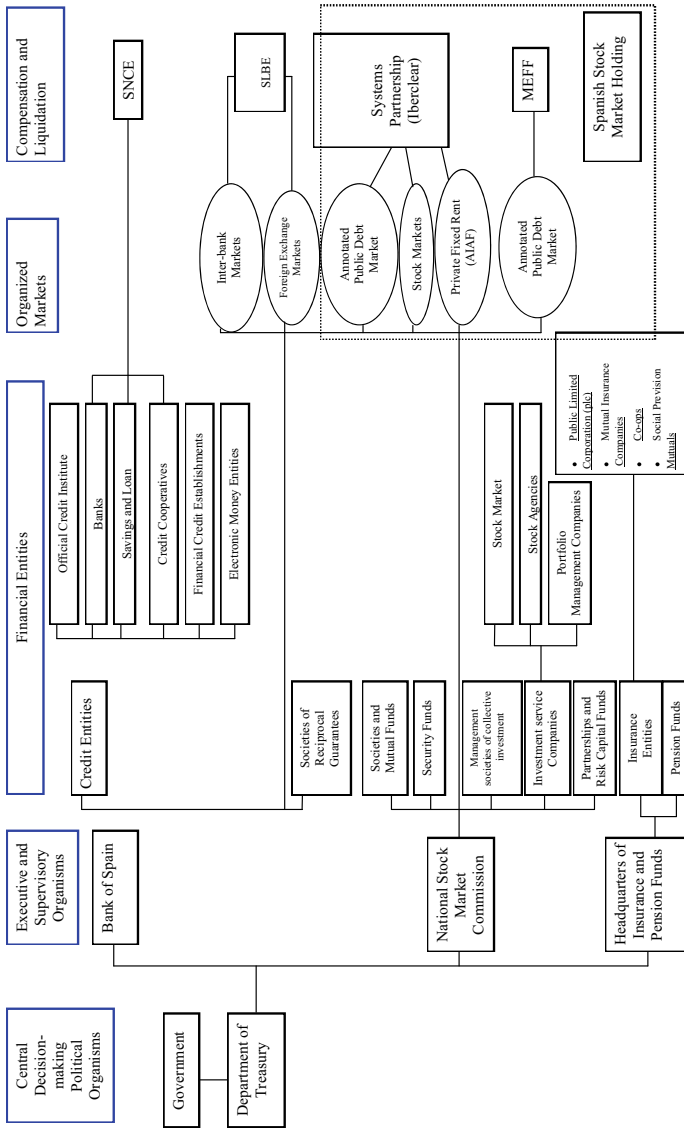 Central
Decision-
making
Political
Organisms
Executive and
Supervisory
Organisms
Financial Entities
Organized
Markets
Compensation and
Liquidation
Government
Department of
Treasury
Bank of Spain
National Stock
Market
Commission
Headquarters of
Insurance and
Pension Funds
Credit Entities
Societies of
Reciprocal
Guarantees
Societies and
Mutual Funds
Security Funds
Management
societies of collective
investment
Investment service
Companies
Partnerships and
Risk Capital Funds
Insurance
Entities
Pension Funds
Official Credit Institute
Banks
Savings and Loan
Credit Cooperatives
Financial Credit Establishments
Electronic Money Entities
Stock Market
Stock Agencies
Portfolio
Management Companies
• Public Limited
Corporation (plc)
• Mutual Insurance
Companies
• Co-ops
• Social Prevision
Mutuals
Inter-bank
Markets
Foreign Exchange
Markets
Annotated
Public Debt
Market
Stock Markets
Private Fixed Rent
(AIAF)
Annotated
Public Debt
Market
SNCE
SLBE
Systems
Partnership
(Iberclear)
MEFF
Spanish Stock
Market Holding